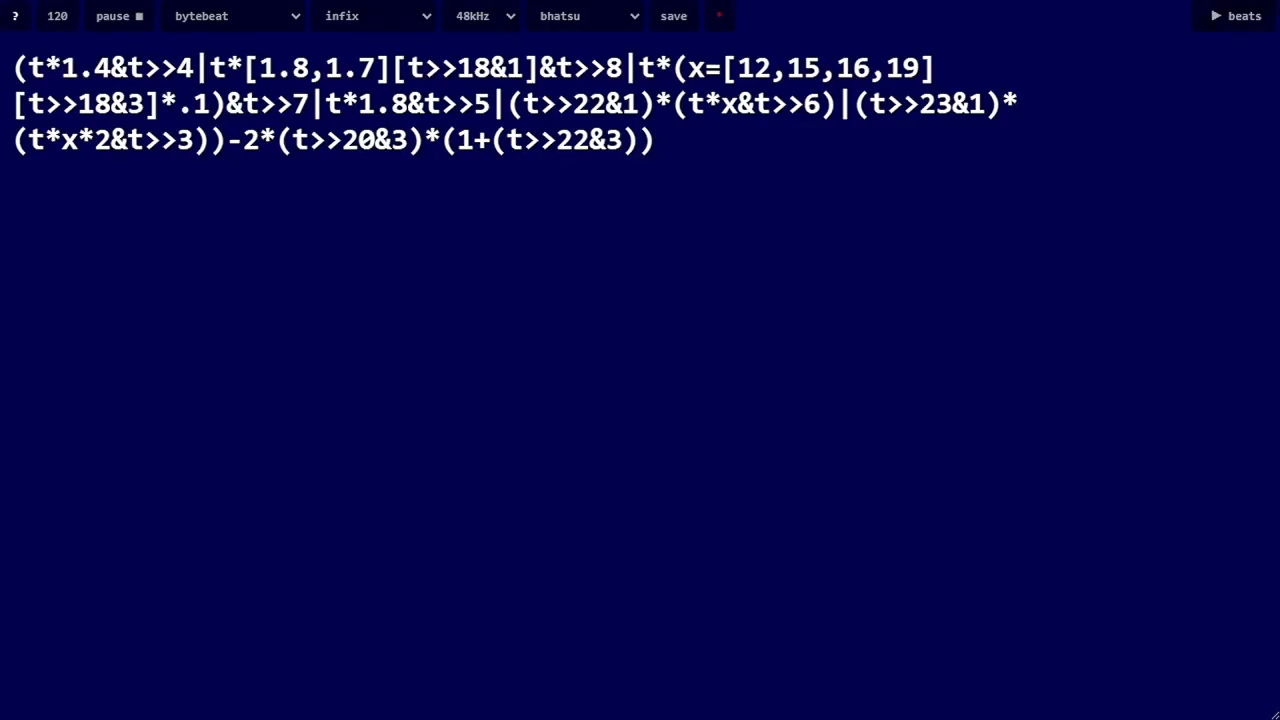 ? 120 pause ■ bytebeat infix 48kHz bhatsu save * ▶ beats
(t*1.4&t>>4|t*[1.8,1.7][t>>18&1]&t>>8|t*(x=[12,15,16,19]
[t>>18&3]*.1)&t>>7|t*1.8&t>>5|(t>>22&1)*(t*x&t>>6)|(t>>23&1)*
(t*x*2&t>>3))-2*(t>>20&3)*(1+(t>>22&3))